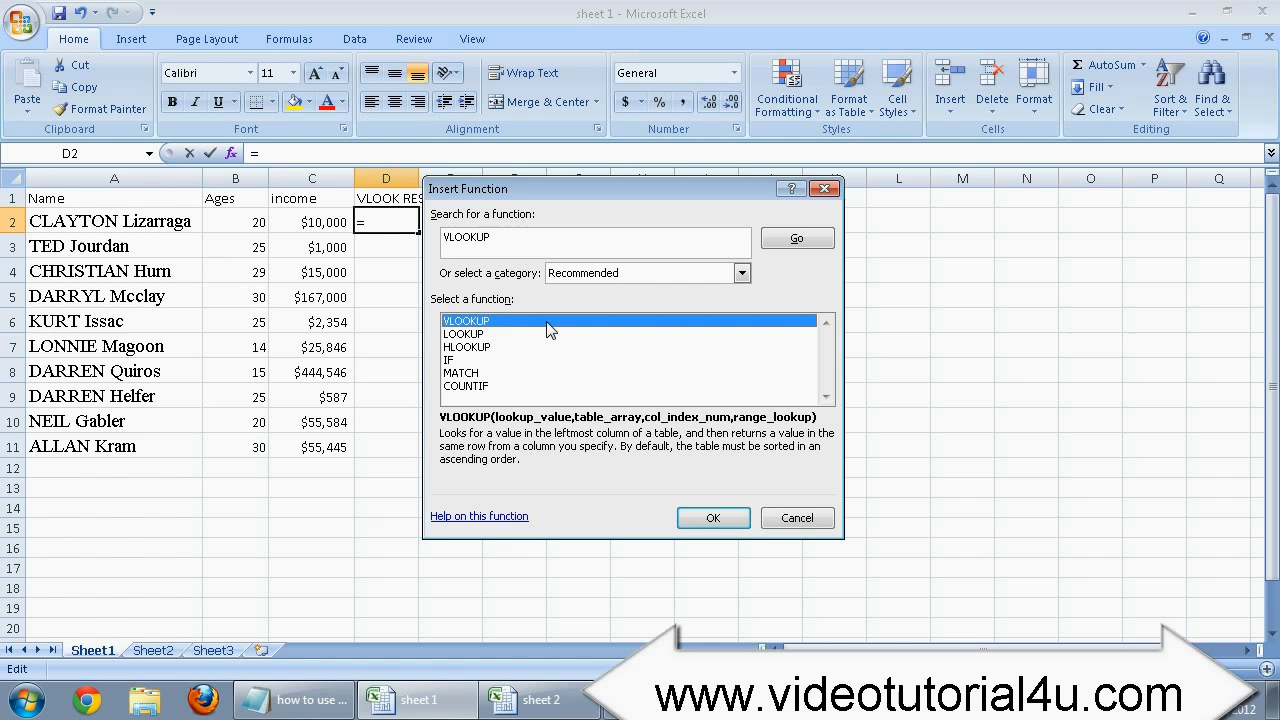 sheet 1 - Microsoft Excel
Home Insert Page Layout Formulas Data Review View
Paste Cut Copy Format Painter
Clipboard
Calibri 11
B I U A
Font
Wrap Text
Merge & Center
Alignment
General
$ % ,
Number
Conditional Formatting Format as Table Cell Styles
Styles
Insert Delete Format
Cells
AutoSum Fill Clear Sort & Filter Find & Select
Editing
D2 fx =
A B C D L M N O P Q
1 Name Ages income VLOOK RES
2 CLAYTON Lizarraga 20 $10,000 =
3 TED Jourdan 25 $1,000
4 CHRISTIAN Hurn 29 $15,000
5 DARRYL Mcclay 30 $167,000
6 KURT Issac 25 $2,354
7 LONNIE Magoon 14 $25,846
8 DARREN Quiros 15 $444,546
9 DARREN Helfer 25 $587
10 NEIL Gabler 20 $55,584
11 ALLAN Kram 30 $55,445
12
13
14
15
16
17
18
19
20
Insert Function
Search for a function:
VLOOKUP
Go
Or select a category: Recommended
Select a function:
VLOOKUP
LOOKUP
HLOOKUP
IF
MATCH
COUNTIF
VLOOKUP(lookup_value,table_array,col_index_num,range_lookup)
Looks for a value in the leftmost column of a table, and then returns a value in the
same row from a column you specify. By default, the table must be sorted in an
ascending order.
Help on this function
OK Cancel
Sheet1 Sheet2 Sheet3
Edit
how to use ... sheet 1 sheet 2
www.videotutorial4u.com
2012